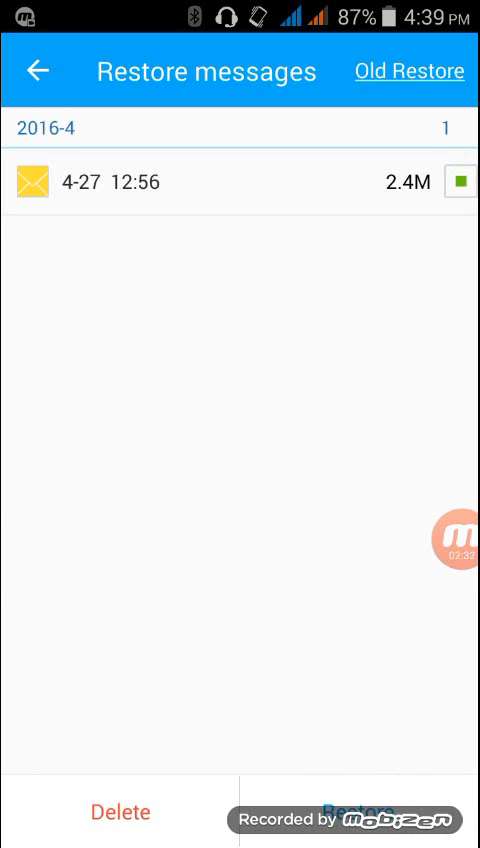 87% 4:39 PM
Restore messages Old Restore
2016-4 1
4-27 12:56 2.4M
m
02:32
Delete Restore
Recorded by mobizen